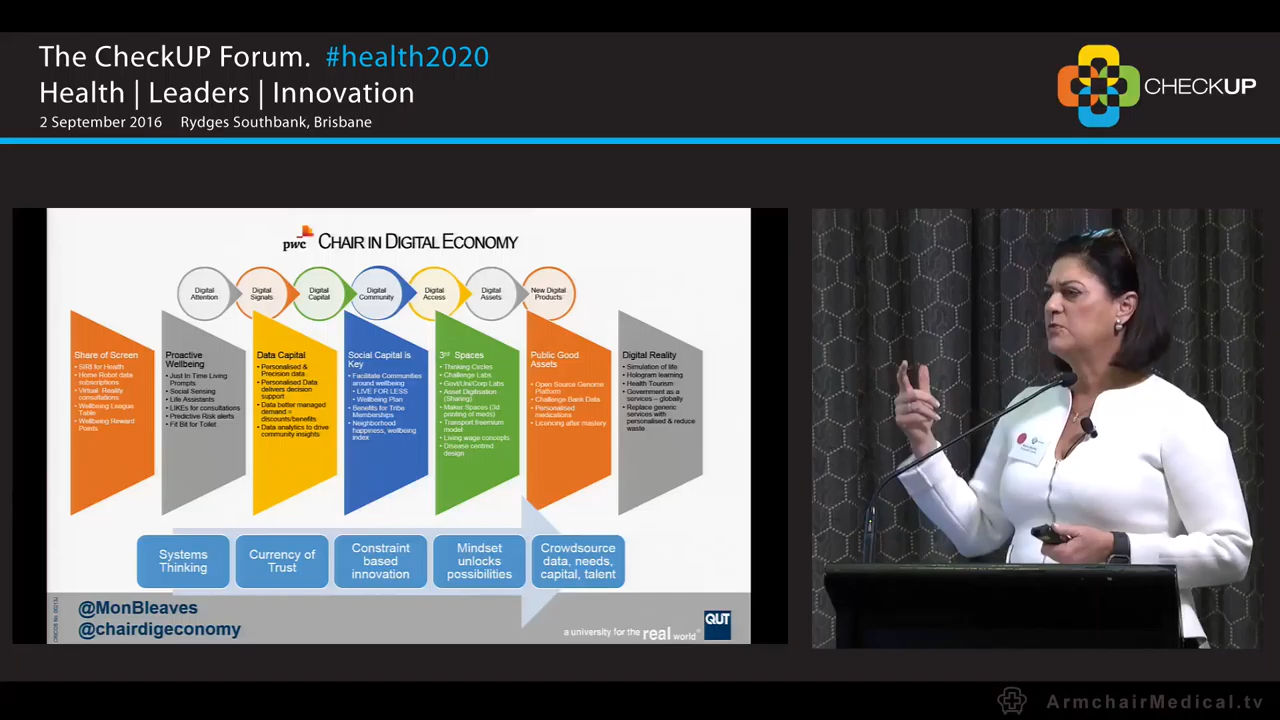 The CheckUP Forum. #health2020
Health | Leaders | Innovation
2 September 2016 Rydges Southbank, Brisbane
CHECKUP
pwc CHAIR IN DIGITAL ECONOMY
Digital
Attention
Digital
Signals
Digital
Capital
Digital
Community
Digital
Access
Digital
Assets
New Digital
Products
Share of Screen
• SIRI for Health
• Home Robot data
subscriptions
• Virtual Reality
consultations
• Wellbeing League
Table
• Wellbeing Reward
Points
Proactive
Wellbeing
• Just In Time Living
Prompts
• Social Sensing
• Life Assistants
• LIKEs for consultations
• Predictive Risk alerts
• Fit Bit for Toilet
Data Capital
• Personalised &
Precision data
• Personalised Data
delivers decision
support
• Data better managed
demand =
discounts/benefits
• Data analytics to drive
community insights
Social Capital is
Key
• Facilitate Communities
around wellbeing
• LIVE FOR LESS
• Wellbeing Plan
• Benefits for Tribe
Memberships
• Neighborhood
happiness, wellbeing
index
3rd Spaces
• Thinking Circles
• Challenge Labs
• Govt/Uni/Corp Labs
• Asset Digitisation
(Sharing)
• Maker Spaces (3d
printing of meds)
• Transport freemium
model
• Living wage concepts
• Disease centred
design
Public Good
Assets
• Open Source Genome
Platform
• Challenge Bank Data
• Personalised
medications
• Licencing after mastery
Digital Reality
• Simulation of life
• Hologram learning
• Health Tourism
• Government as a
services – globally
• Replace generic
services with
personalised & reduce
waste
Systems
Thinking
Currency of
Trust
Constraint
based
innovation
Mindset
unlocks
possibilities
Crowdsource
data, needs,
capital, talent
@MonBleaves
@chairdigeconomy
a university for the real world
QUT
ArmchairMedical.tv